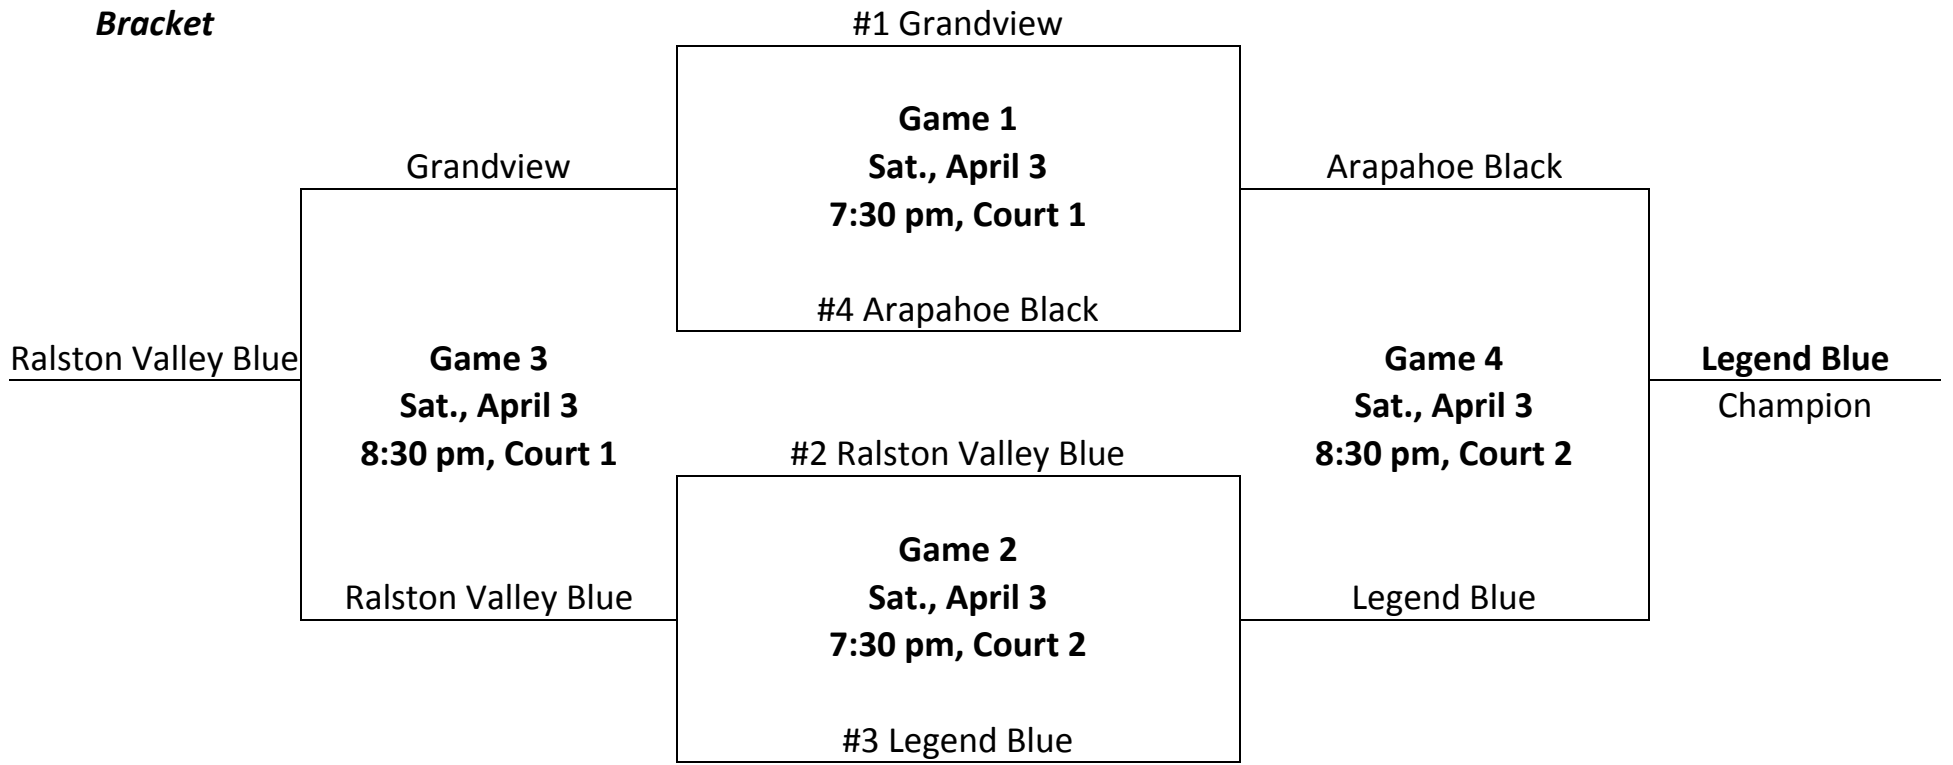 Bracket
#1 Grandview
Game 1
Sat., April 3
7:30 pm, Court 1
Grandview
Arapahoe Black
#4 Arapahoe Black
Ralston Valley Blue
Game 3
Sat., April 3
8:30 pm, Court 1
Game 4
Sat., April 3
8:30 pm, Court 2
Legend Blue
Champion
#2 Ralston Valley Blue
Game 2
Sat., April 3
7:30 pm, Court 2
Ralston Valley Blue
Legend Blue
#3 Legend Blue